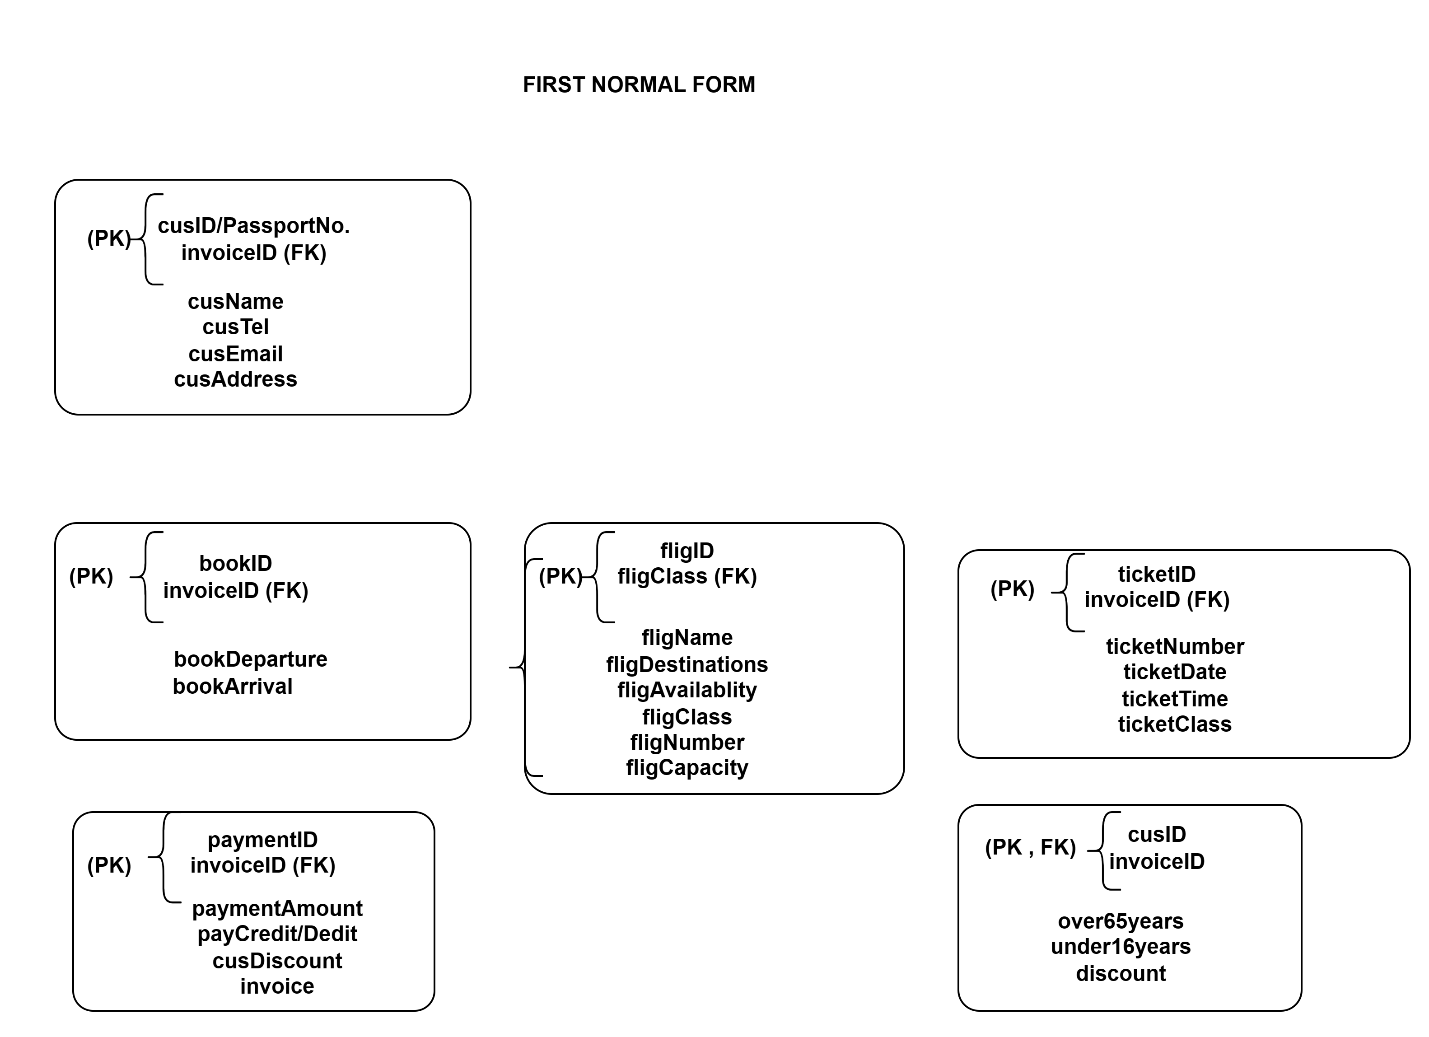 FIRST NORMAL FORM
(PK)
cusID/PassportNo.
invoiceID (FK)
cusName
cusTel
cusEmail
cusAddress
(PK)
bookID
invoiceID (FK)
bookDeparture
bookArrival
(PK)
fligID
fligClass (FK)
fligName
fligDestinations
fligAvailablity
fligClass
fligNumber
fligCapacity
(PK)
ticketID
invoiceID (FK)
ticketNumber
ticketDate
ticketTime
ticketClass
(PK)
paymentID
invoiceID (FK)
paymentAmount
payCredit/Dedit
cusDiscount
invoice
(PK , FK)
cusID
invoiceID
over65years
under16years
discount